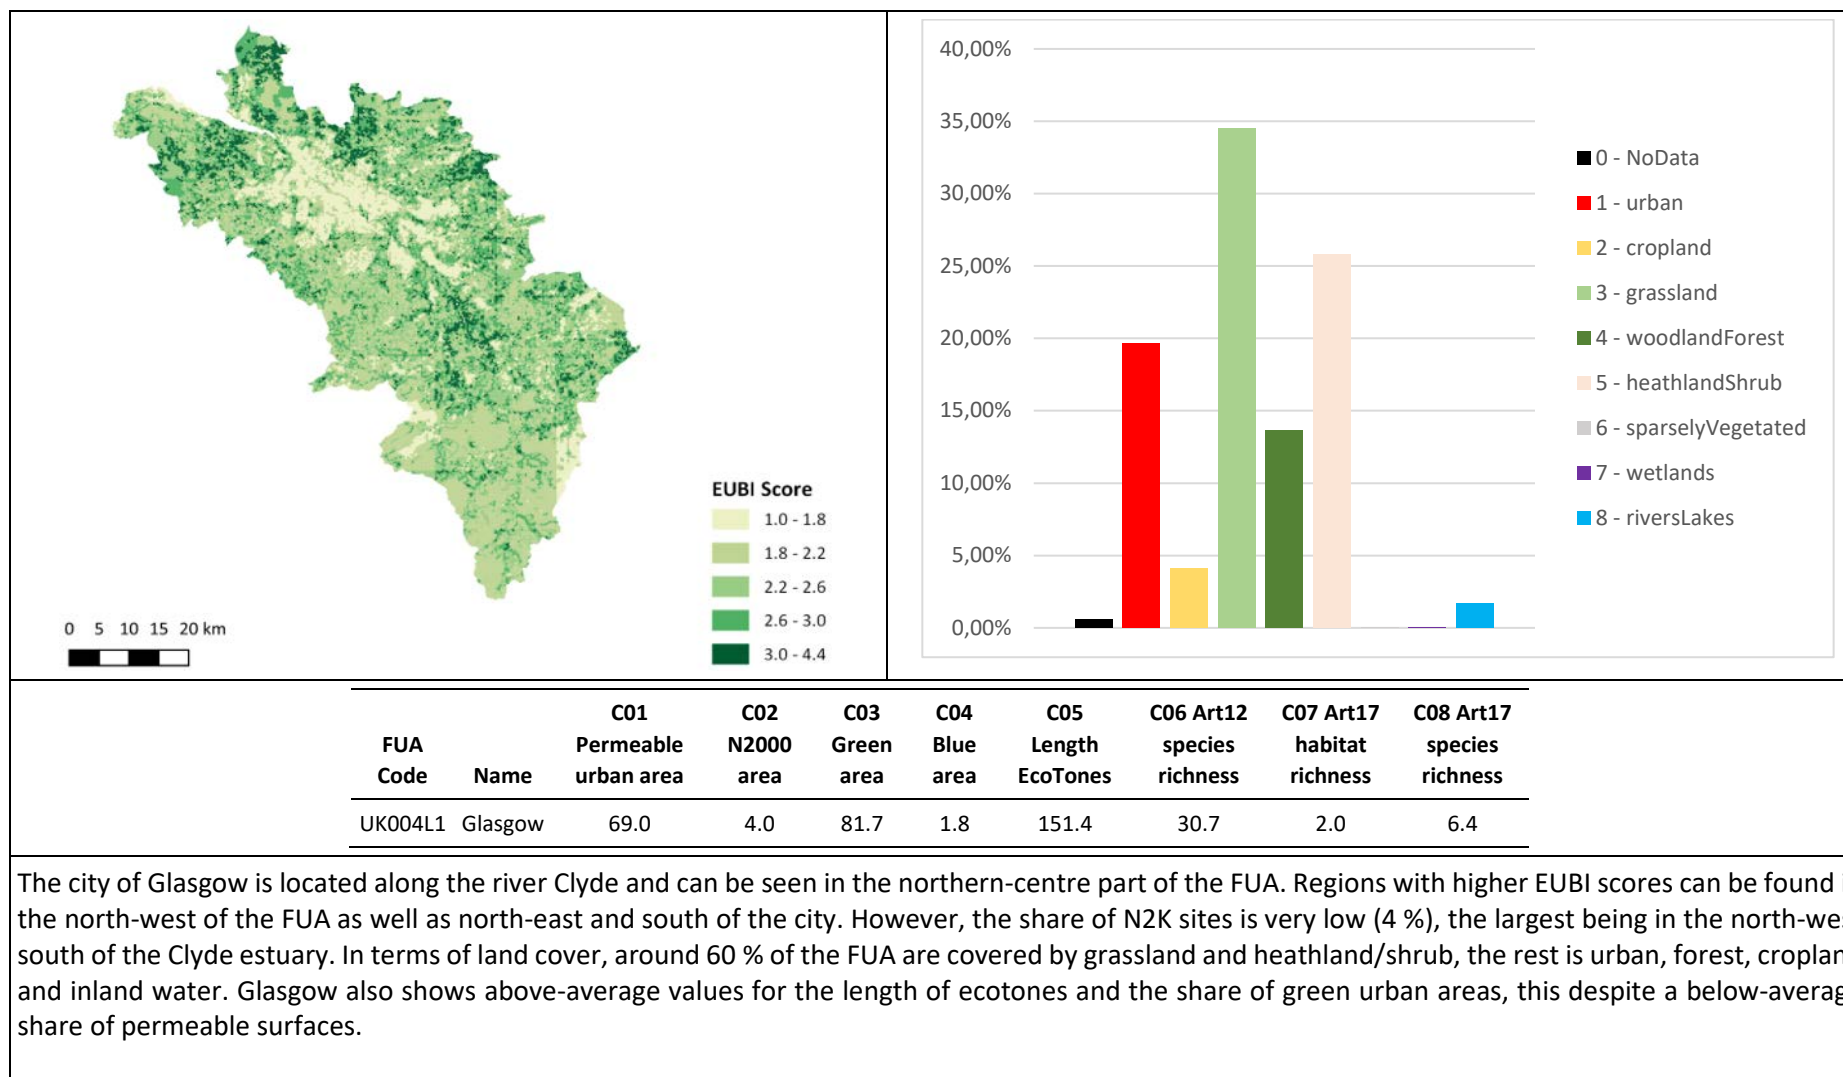 EUBI Score
1.0 - 1.8
1.8 - 2.2
2.2 - 2.6
2.6 - 3.0
3.0 - 4.4
0 5 10 15 20 km
40,00%
35,00%
30,00%
25,00%
20,00%
15,00%
10,00%
5,00%
0,00%
0 - NoData
1 - urban
2 - cropland
3 - grassland
4 - woodlandForest
5 - heathlandShrub
6 - sparselyVegetated
7 - wetlands
8 - riversLakes
C01 C02 C03 C04 C05 C06 Art12 C07 Art17 C08 Art17
FUA Permeable N2000 Green Blue Length species habitat species
Code Name urban area area area area EcoTones richness richness richness
UK004L1 Glasgow 69.0 4.0 81.7 1.8 151.4 30.7 2.0 6.4
The city of Glasgow is located along the river Clyde and can be seen in the northern-centre part of the FUA. Regions with higher EUBI scores can be found
the north-west of the FUA as well as north-east and south of the city. However, the share of N2K sites is very low (4 %), the largest being in the
south of the Clyde estuary. In terms of land cover, around 60 % of the FUA are covered by grassland and heathland/shrub, the rest is urban, forest,
and inland water. Glasgow also shows above-average values for the length of ecotones and the share of green urban areas, this despite a
share of permeable surfaces.